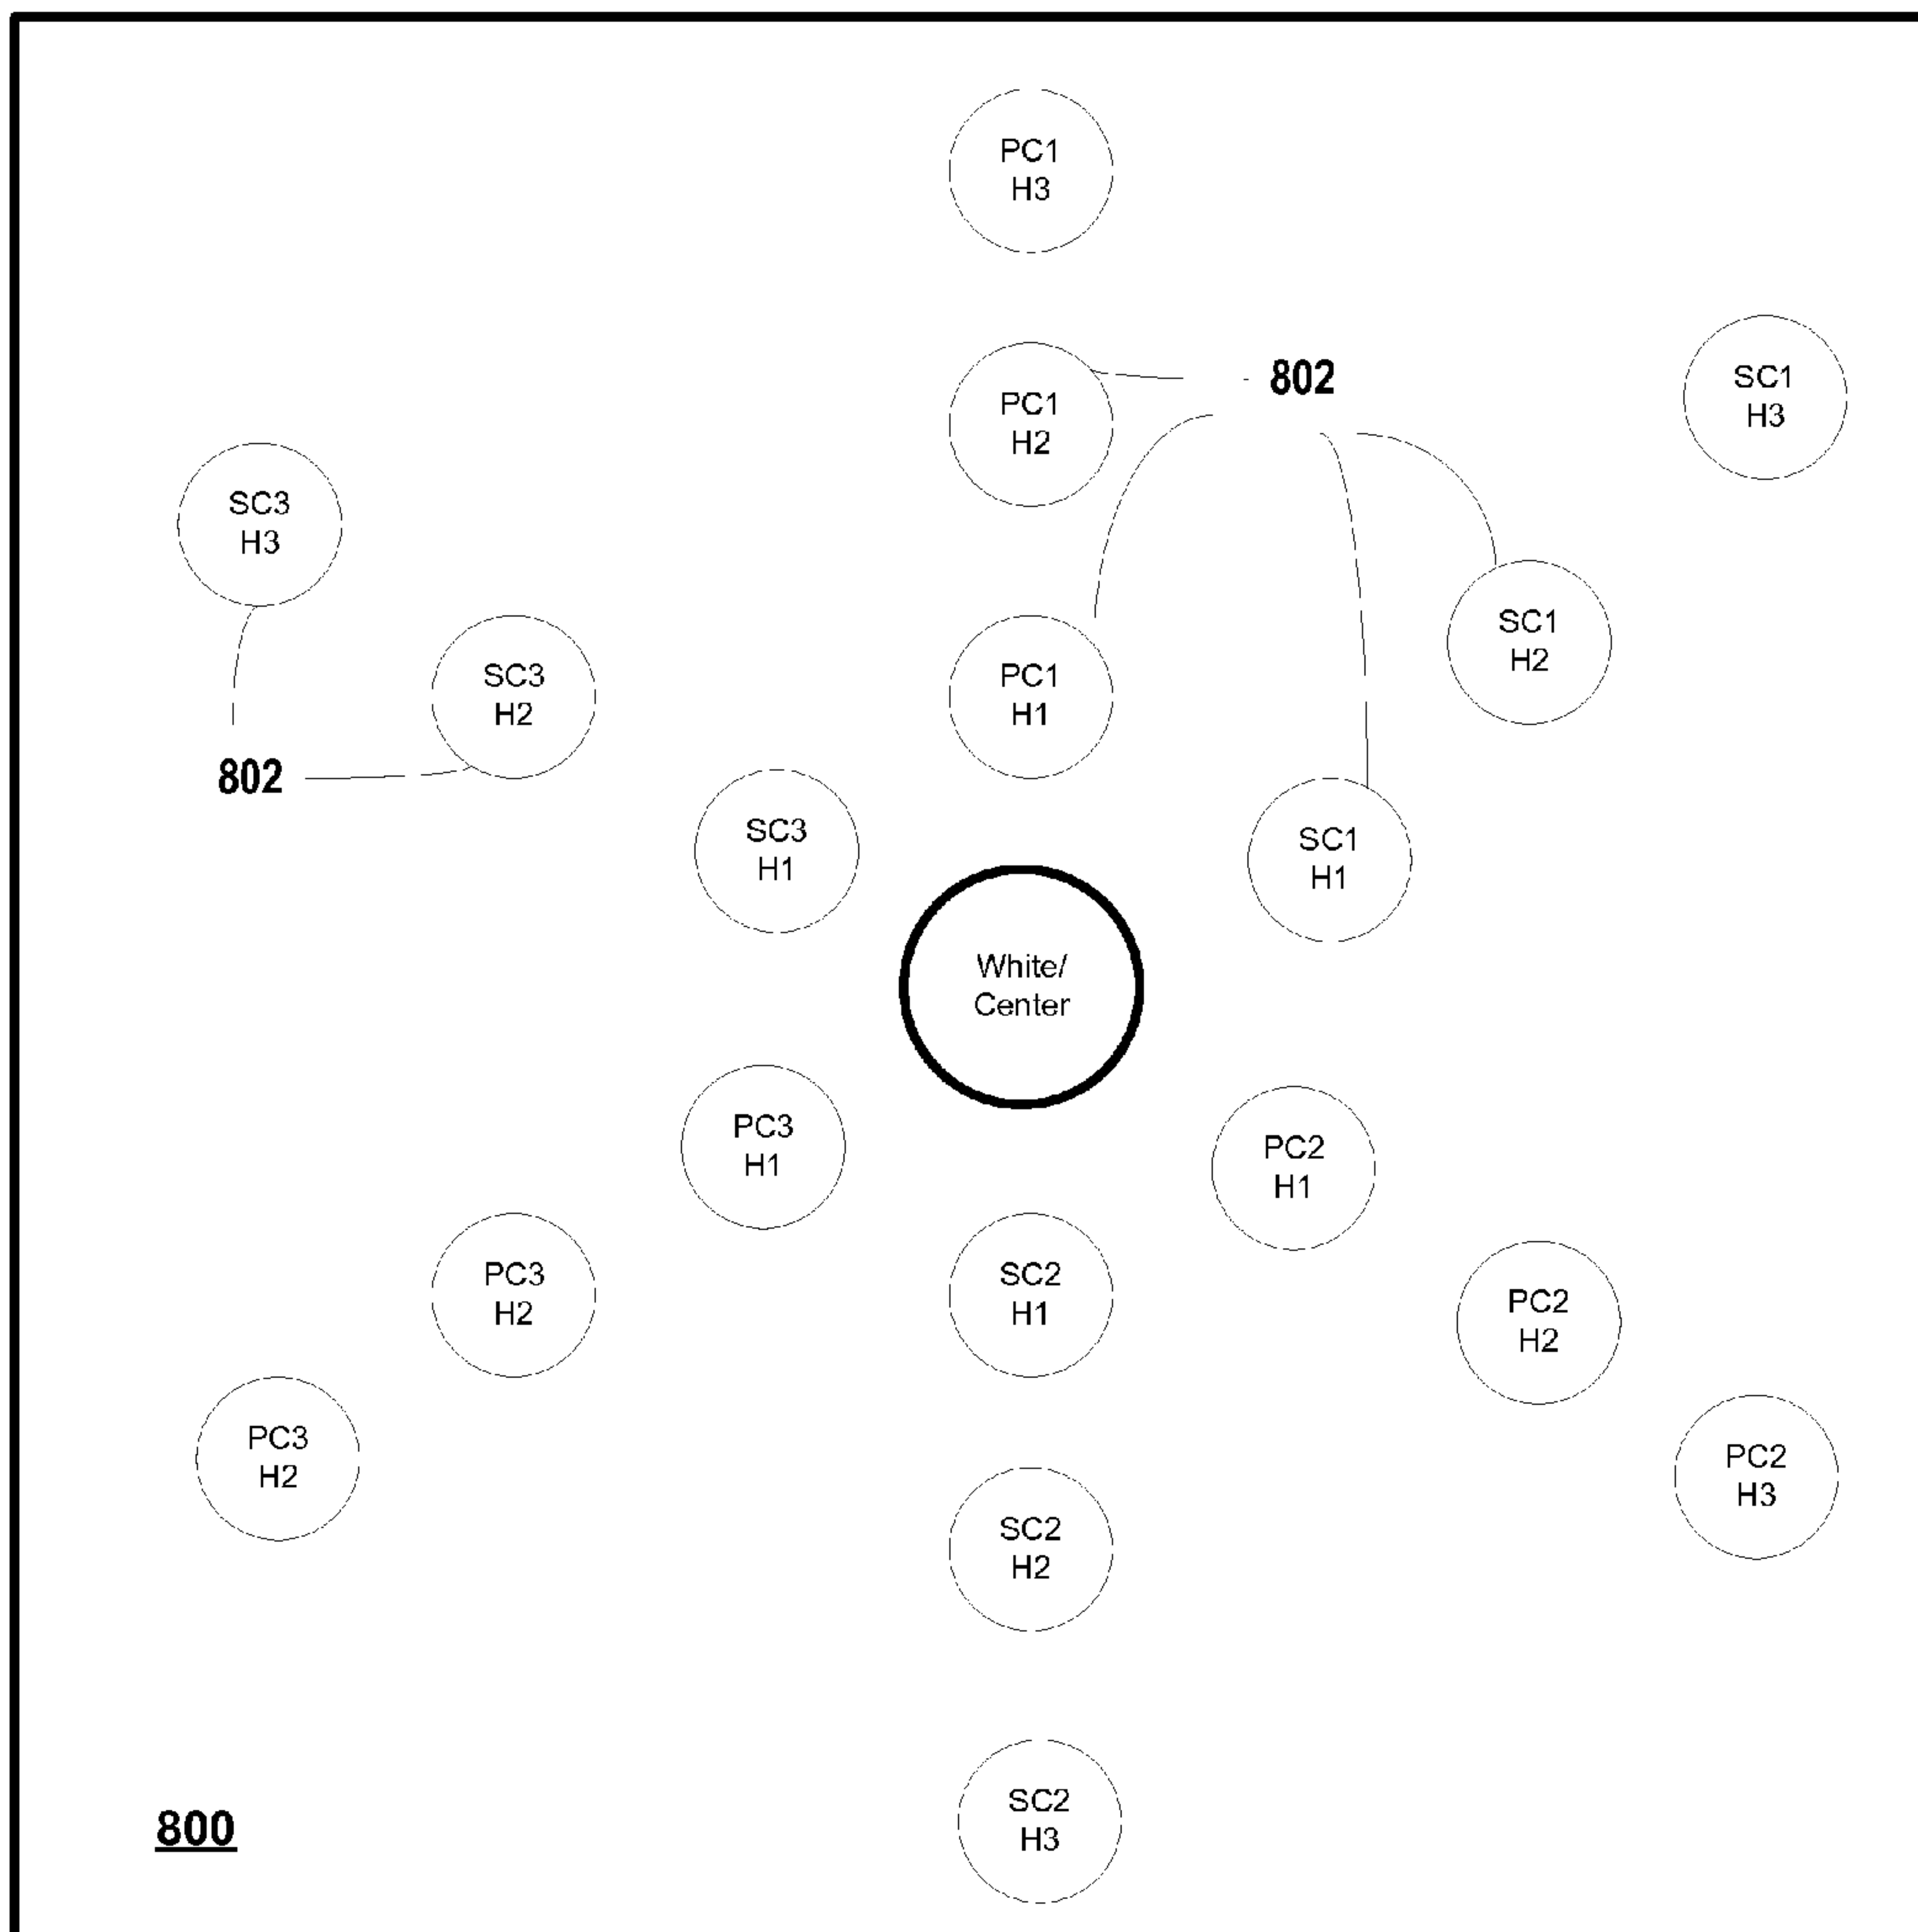 PC1
H3
PC1
H2
802
SC1
H3
SC3
H3
SC1
H2
SC3
H2
PC1
H1
802
SC3
H1
SC1
H1
White/
Center
PC3
H1
PC2
H1
PC3
H2
SC2
H1
PC2
H2
PC3
H2
PC2
H3
SC2
H2
SC2
H3
800